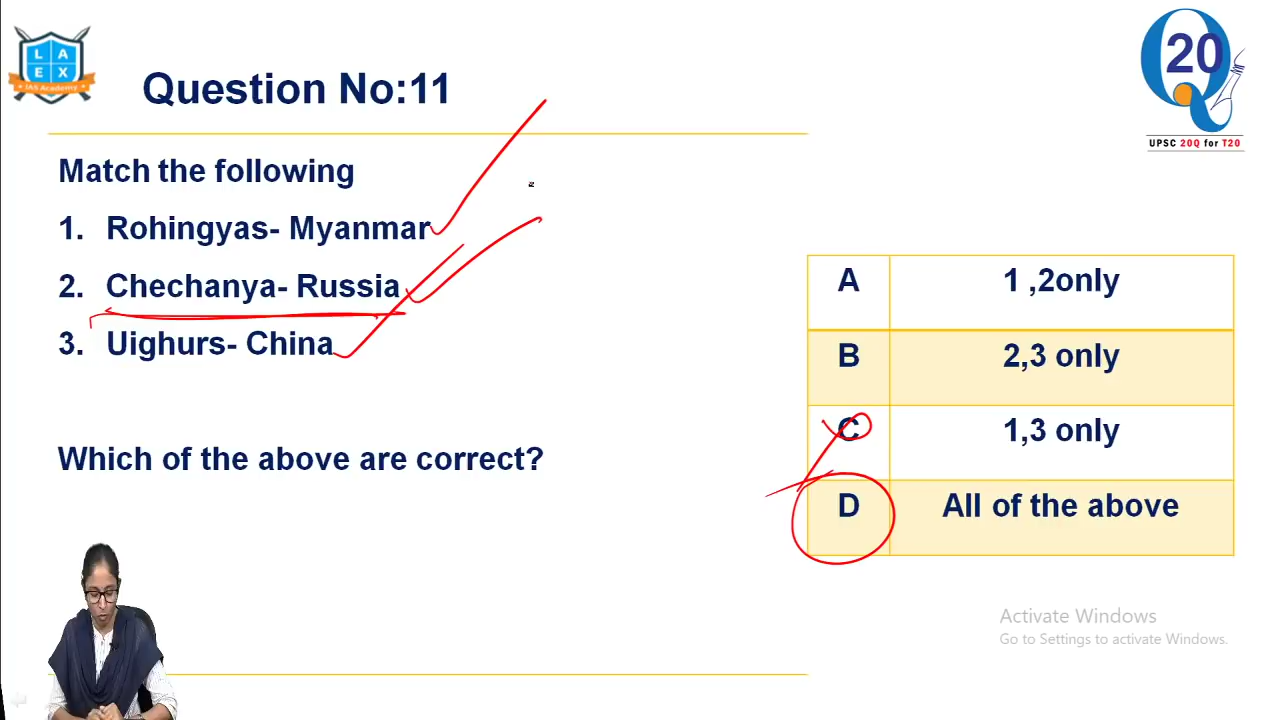 L A
E X
IAS Academy
Question No:11
20
UPSC 20Q for T20
Match the following
1. Rohingyas- Myanmar
2. Chechanya- Russia
3. Uighurs- China
Which of the above are correct?
A 1 ,2only
B 2,3 only
C 1,3 only
D All of the above
Activate Windows
Go to Settings to activate Windows.